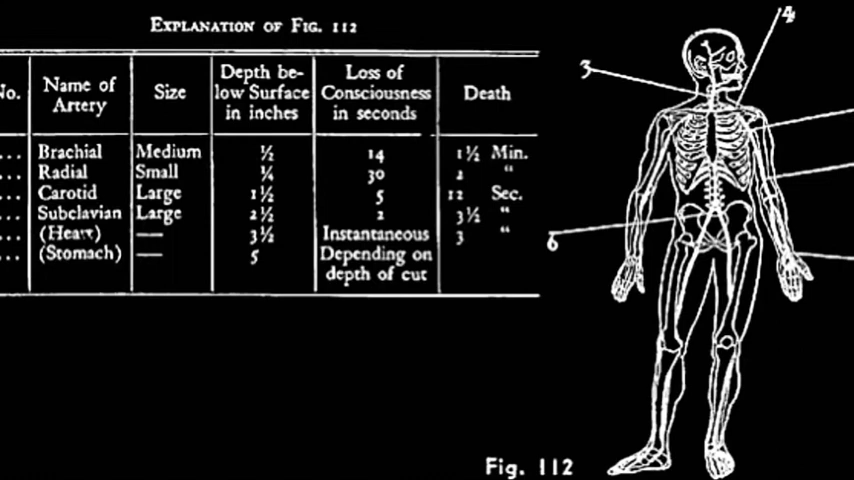 EXPLANATION OF FIG. 112
No. Name of Artery Size Depth below Surface in inches Loss of Consciousness in seconds Death
... Brachial Medium ½ 14 1½ Min.
... Radial Small ¼ 30 2 "
... Carotid Large 1½ 5 12 Sec.
... Subclavian Large 2½ 2 3½ "
... (Heart) — 3½ Instantaneous 3 "
... (Stomach) — 5 Depending on depth of cut
4
3
6
Fig. 112